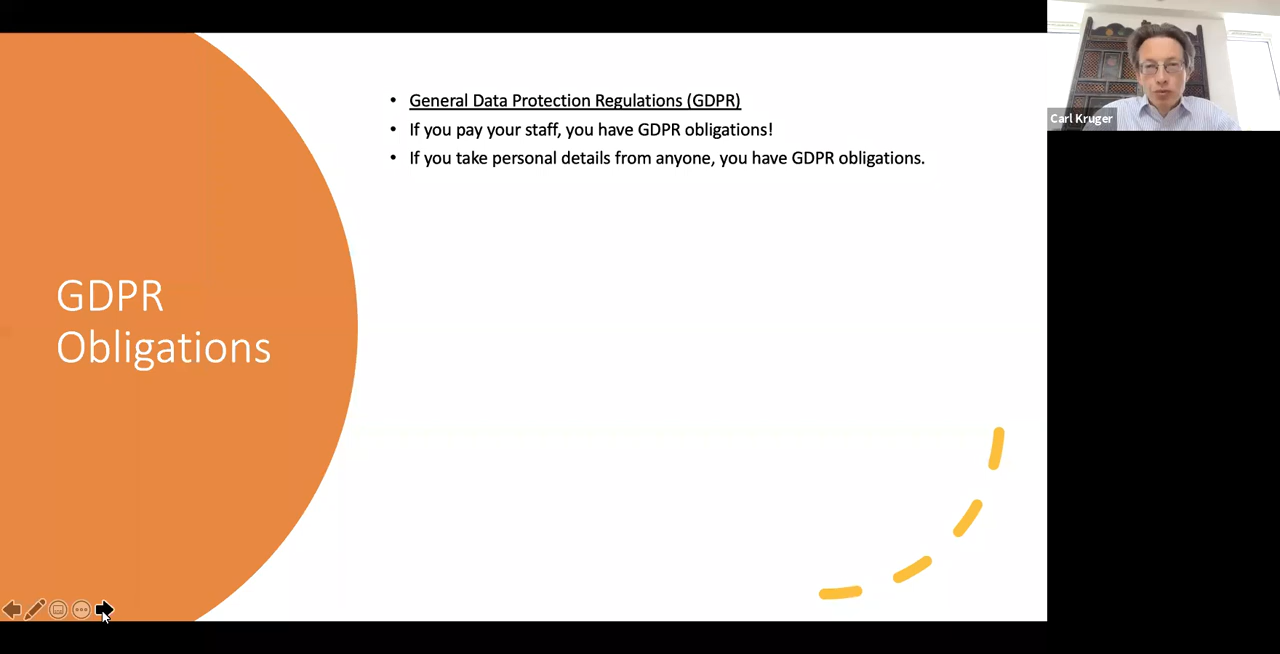 General Data Protection Regulations (GDPR)
If you pay your staff, you have GDPR obligations!
If you take personal details from anyone, you have GDPR obligations.
GDPR
Obligations
Carl Kruger